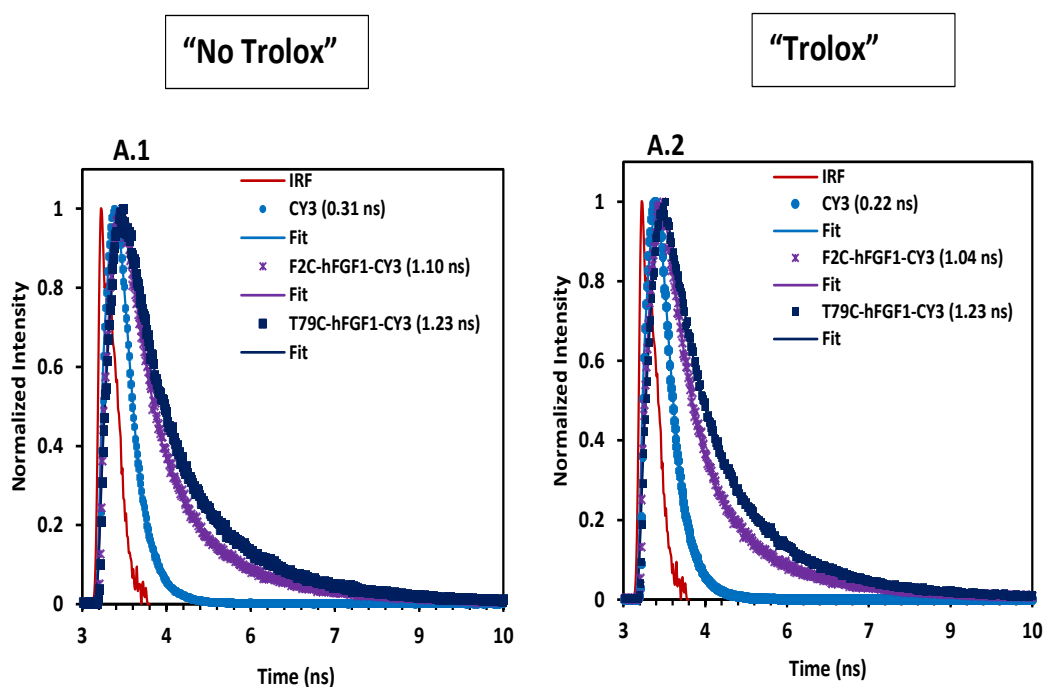 “No Trolox”
“Trolox”
A.1
IRF
CY3 (0.31 ns)
Fit
F2C-hFGF1-CY3 (1.10 ns)
Fit
T79C-hFGF1-CY3 (1.23 ns)
Fit
1
0.8
0.6
0.4
0.2
0
Normalized Intensity
3 4 6 7 9 10
Time (ns)
A.2
IRF
CY3 (0.22 ns)
Fit
F2C-hFGF1-CY3 (1.04 ns)
Fit
T79C-hFGF1-CY3 (1.23 ns)
Fit
1
0.8
0.6
0.4
0.2
0
Normalized Intensity
3 4 6 7 9 10
Time (ns)